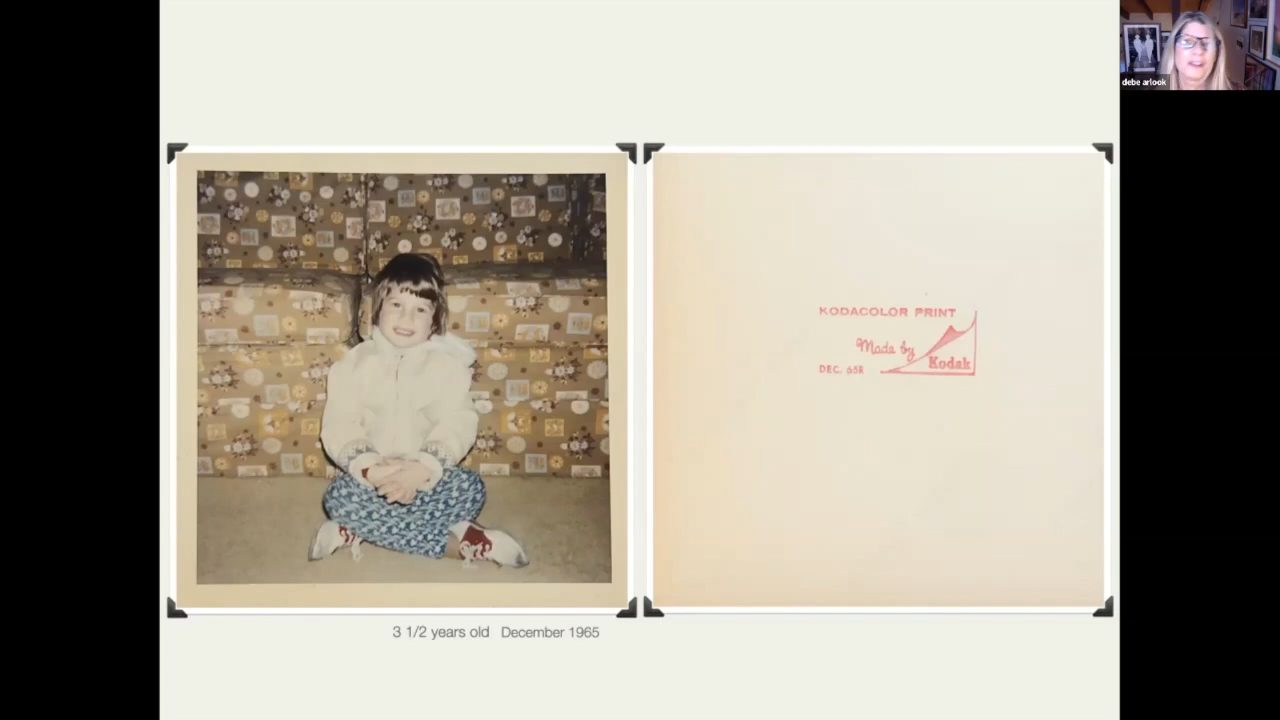 debe arlook
KODACOLOR PRINT
Made by
Kodak
DEC. 65R
3 1/2 years old December 1965